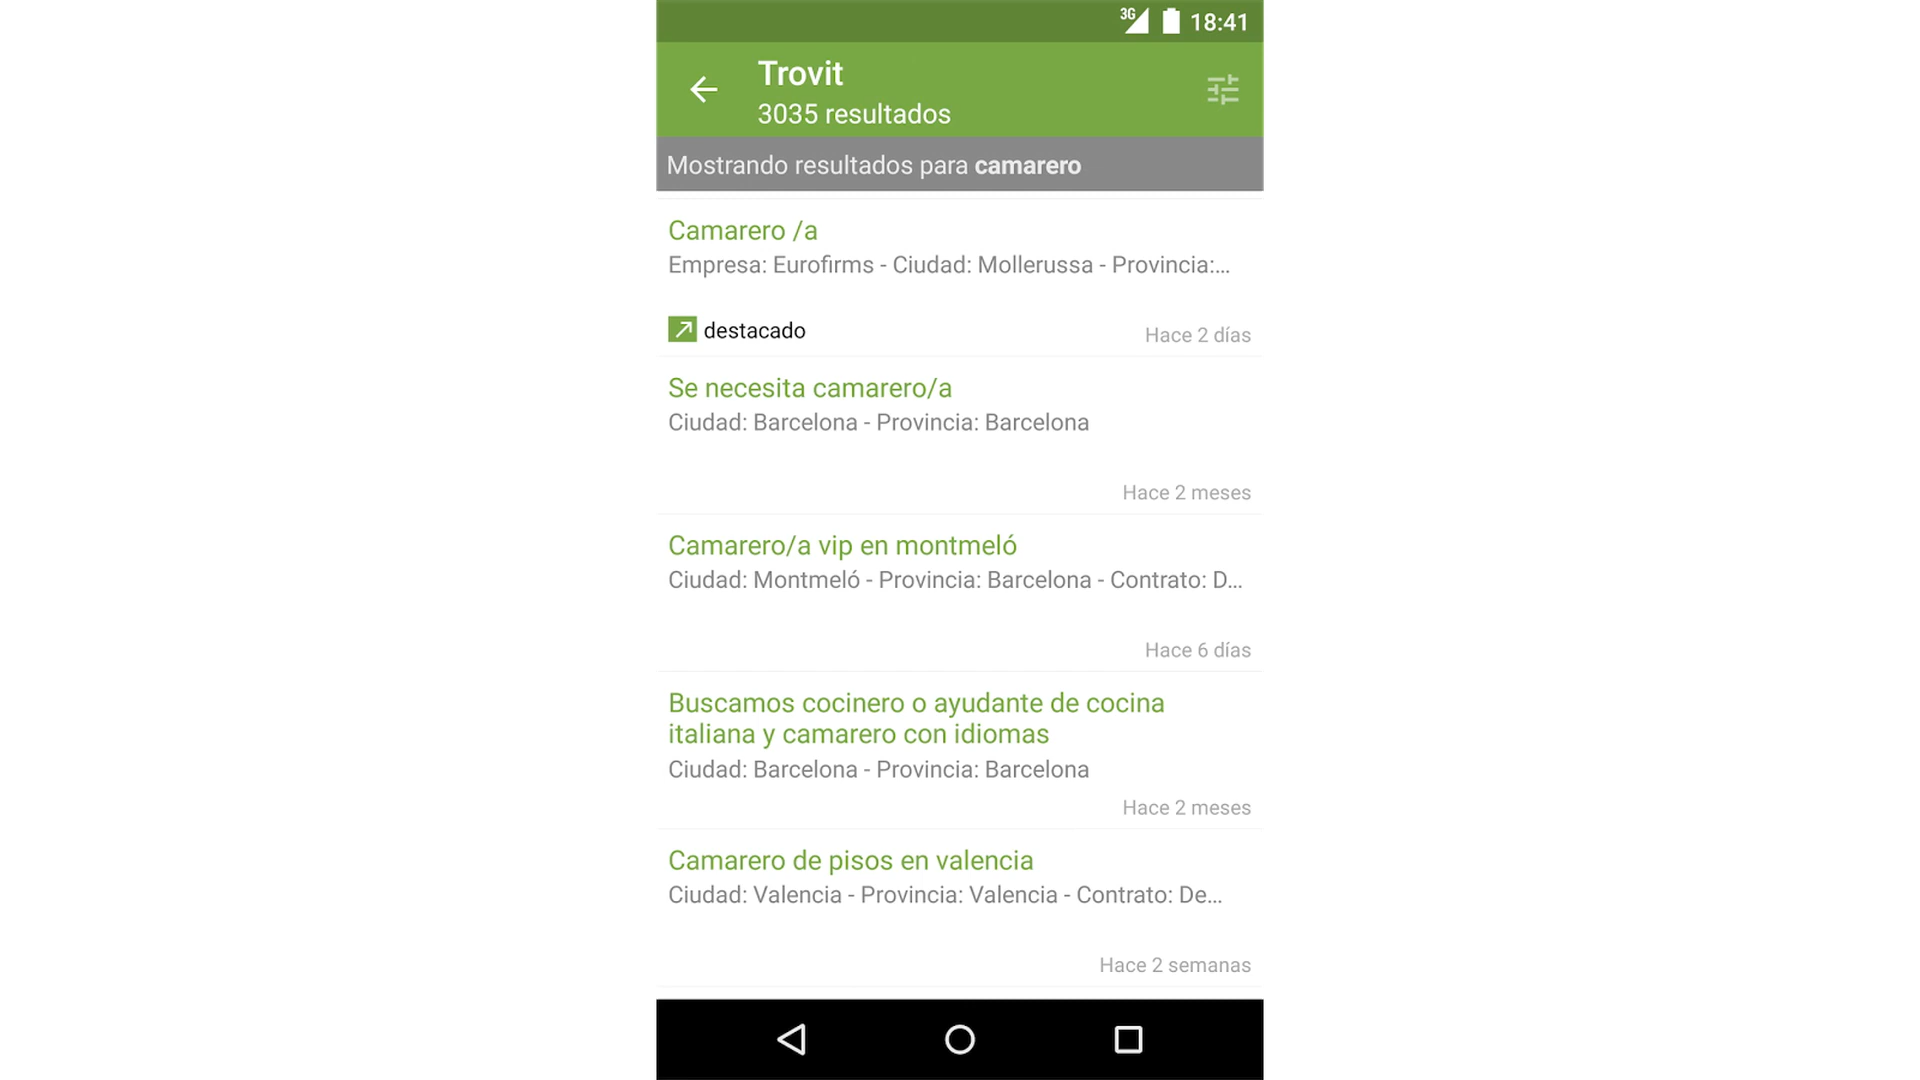 3G 18:41
Trovit
3035 resultados
Mostrando resultados para camarero
Camarero /a
Empresa: Eurofirms - Ciudad: Mollerussa - Provincia:...
destacado
Hace 2 días
Se necesita camarero/a
Ciudad: Barcelona - Provincia: Barcelona
Hace 2 meses
Camarero/a vip en montmeló
Ciudad: Montmeló - Provincia: Barcelona - Contrato: D...
Hace 6 días
Buscamos cocinero o ayudante de cocina
italiana y camarero con idiomas
Ciudad: Barcelona - Provincia: Barcelona
Hace 2 meses
Camarero de pisos en valencia
Ciudad: Valencia - Provincia: Valencia - Contrato: De...
Hace 2 semanas